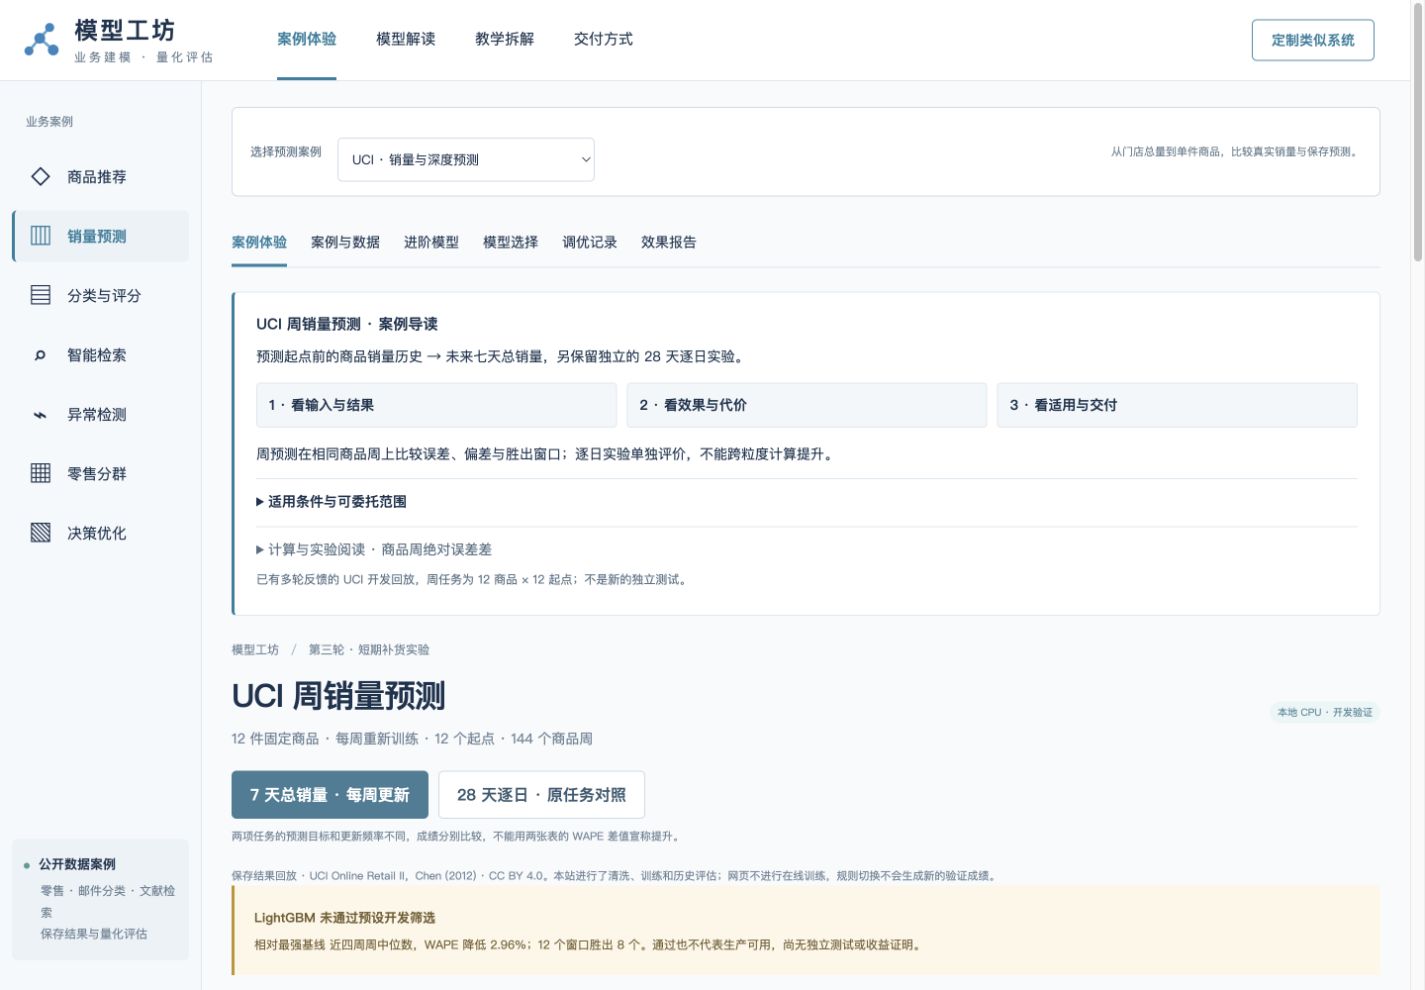 模型工坊
业务建模 · 量化评估
案例体验
模型解读
教学拆解
交付方式
定制类似系统
业务案例
商品推荐
销量预测
分类与评分
智能检索
异常检测
零售分群
决策优化
公开数据案例
零售 · 邮件分类 · 文献检
索
保存结果与量化评估
选择预测案例
UCI · 销量与深度预测
从门店总量到单件商品，比较真实销量与保存预测。
案例体验
案例与数据
进阶模型
模型选择
调优记录
效果报告
UCI 周销量预测 · 案例导读
预测起点前的商品销量历史 → 未来七天总销量，另保留独立的 28 天逐日实验。
1 · 看输入与结果
2 · 看效果与代价
3 · 看适用与交付
周预测在相同商品周上比较误差、偏差与胜出窗口；逐日实验单独评价，不能跨粒度计算提升。
▶ 适用条件与可委托范围
▶ 计算与实验阅读 · 商品周绝对误差差
已有多轮反馈的 UCI 开发回放，周任务为 12 商品 × 12 起点；不是新的独立测试。
模型工坊 / 第三轮 · 短期补货实验
UCI 周销量预测
本地 CPU · 开发验证
12 件固定商品 · 每周重新训练 · 12 个起点 · 144 个商品周
7 天总销量 · 每周更新
28 天逐日 · 原任务对照
两项任务的预测目标和更新频率不同，成绩分别比较，不能用两张表的 WAPE 差值宣称提升。
保存结果回放 · UCI Online Retail II，Chen (2012) · CC BY 4.0。本站进行了清洗、训练和历史评估；网页不进行在线训练，规则切换不会生成新的验证成绩。
LightGBM 未通过预设开发筛选
相对最强基线 近四周周中位数，WAPE 降低 2.96%；12 个窗口胜出 8 个。通过也不代表生产可用，尚无独立测试或收益证明。